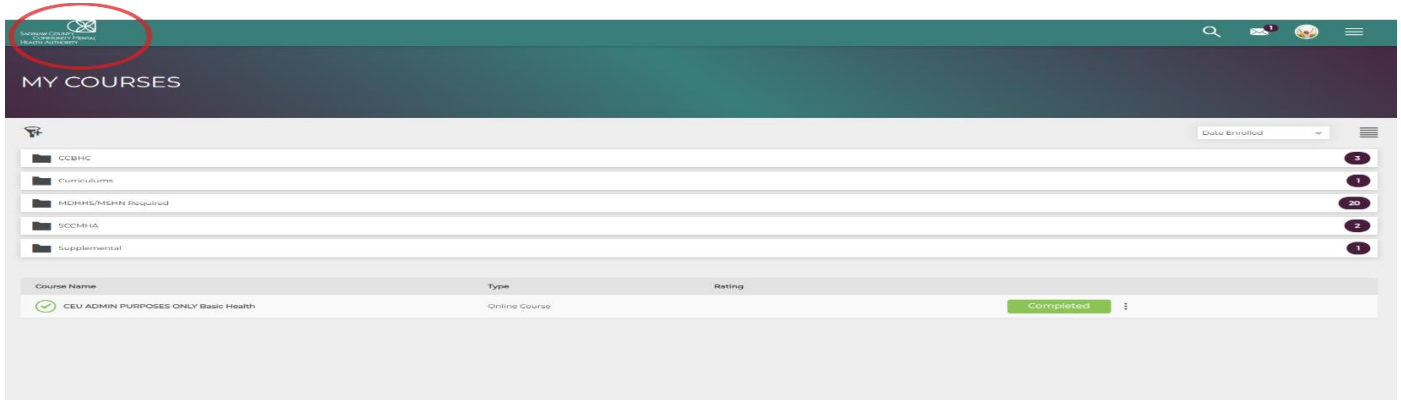 SAGINAW COUNTY
COMMUNITY MENTAL
HEALTH AUTHORITY
1
MY COURSES
Date Enrolled
CCBHC 3
Curriculums 1
MDHHS/MSHN Required 20
SCCMHA 2
Supplemental 1
Course Name Type Rating
CEU ADMIN PURPOSES ONLY Basic Health Online Course Completed